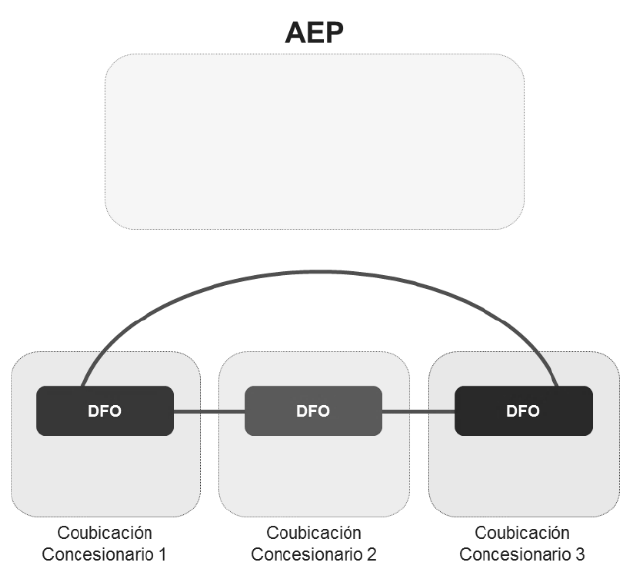 AEP
DFO
DFO
DFO
Coubicación
Concesionario 1
Coubicación
Concesionario 2
Coubicación
Concesionario 3